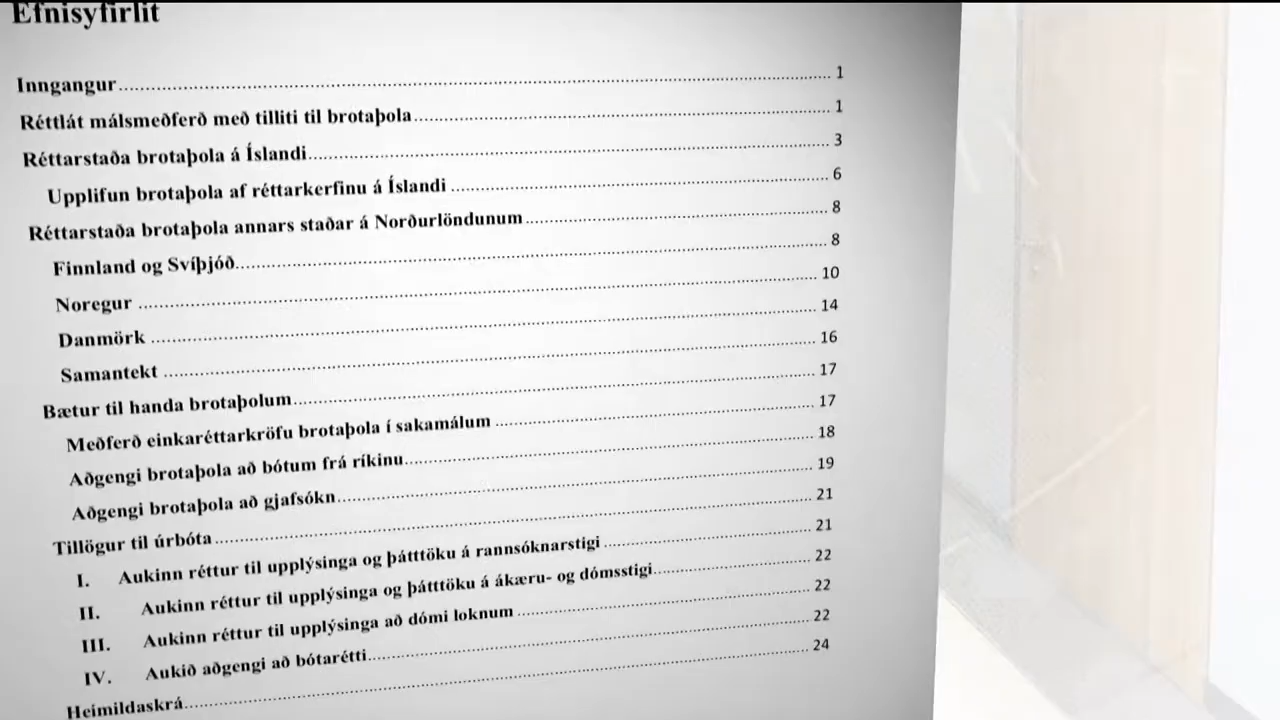 Efnisyfirlit
Inngangur 1
Réttlát málsmeðferð með tilliti til brotaþola 1
Réttarstaða brotaþola á Íslandi 3
Upplifun brotaþola af réttarkerfinu á Íslandi 6
Réttarstaða brotaþola annars staðar á Norðurlöndunum 8
Finnland og Svíþjóð 8
Noregur 10
Danmörk 14
Samantekt 16
Bætur til handa brotaþolum 17
Meðferð einkaréttarkröfu brotaþola í sakamálum 17
Aðgengi brotaþola að bótum frá ríkinu 18
Aðgengi brotaþola að gjafsókn 19
Tillögur til úrbóta 21
I. Aukinn réttur til upplýsinga og þátttöku á rannsóknarstigi 21
II. Aukinn réttur til upplýsinga og þátttöku á ákæru- og dómsstigi 22
III. Aukinn réttur til upplýsinga að dómi loknum 22
IV. Aukið aðgengi að bótarétti 22
Heimildaskrá 24